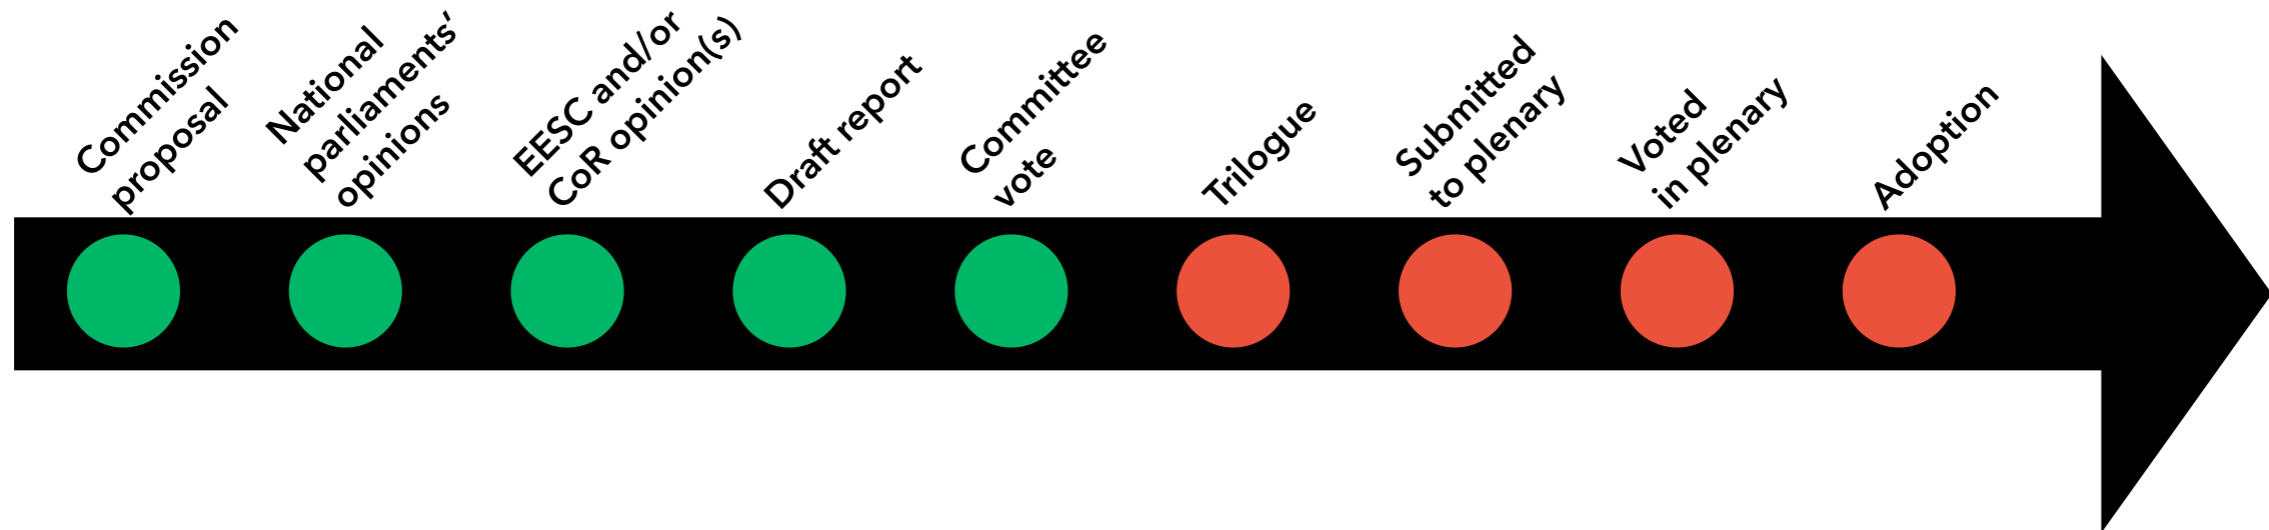 Commission
proposal
National
parliaments’
opinions
EESC and/or
CoR opinion(s)
Draft report
Committee
vote
Trilogue
Submitted
to plenary
Voted
in plenary
Adoption